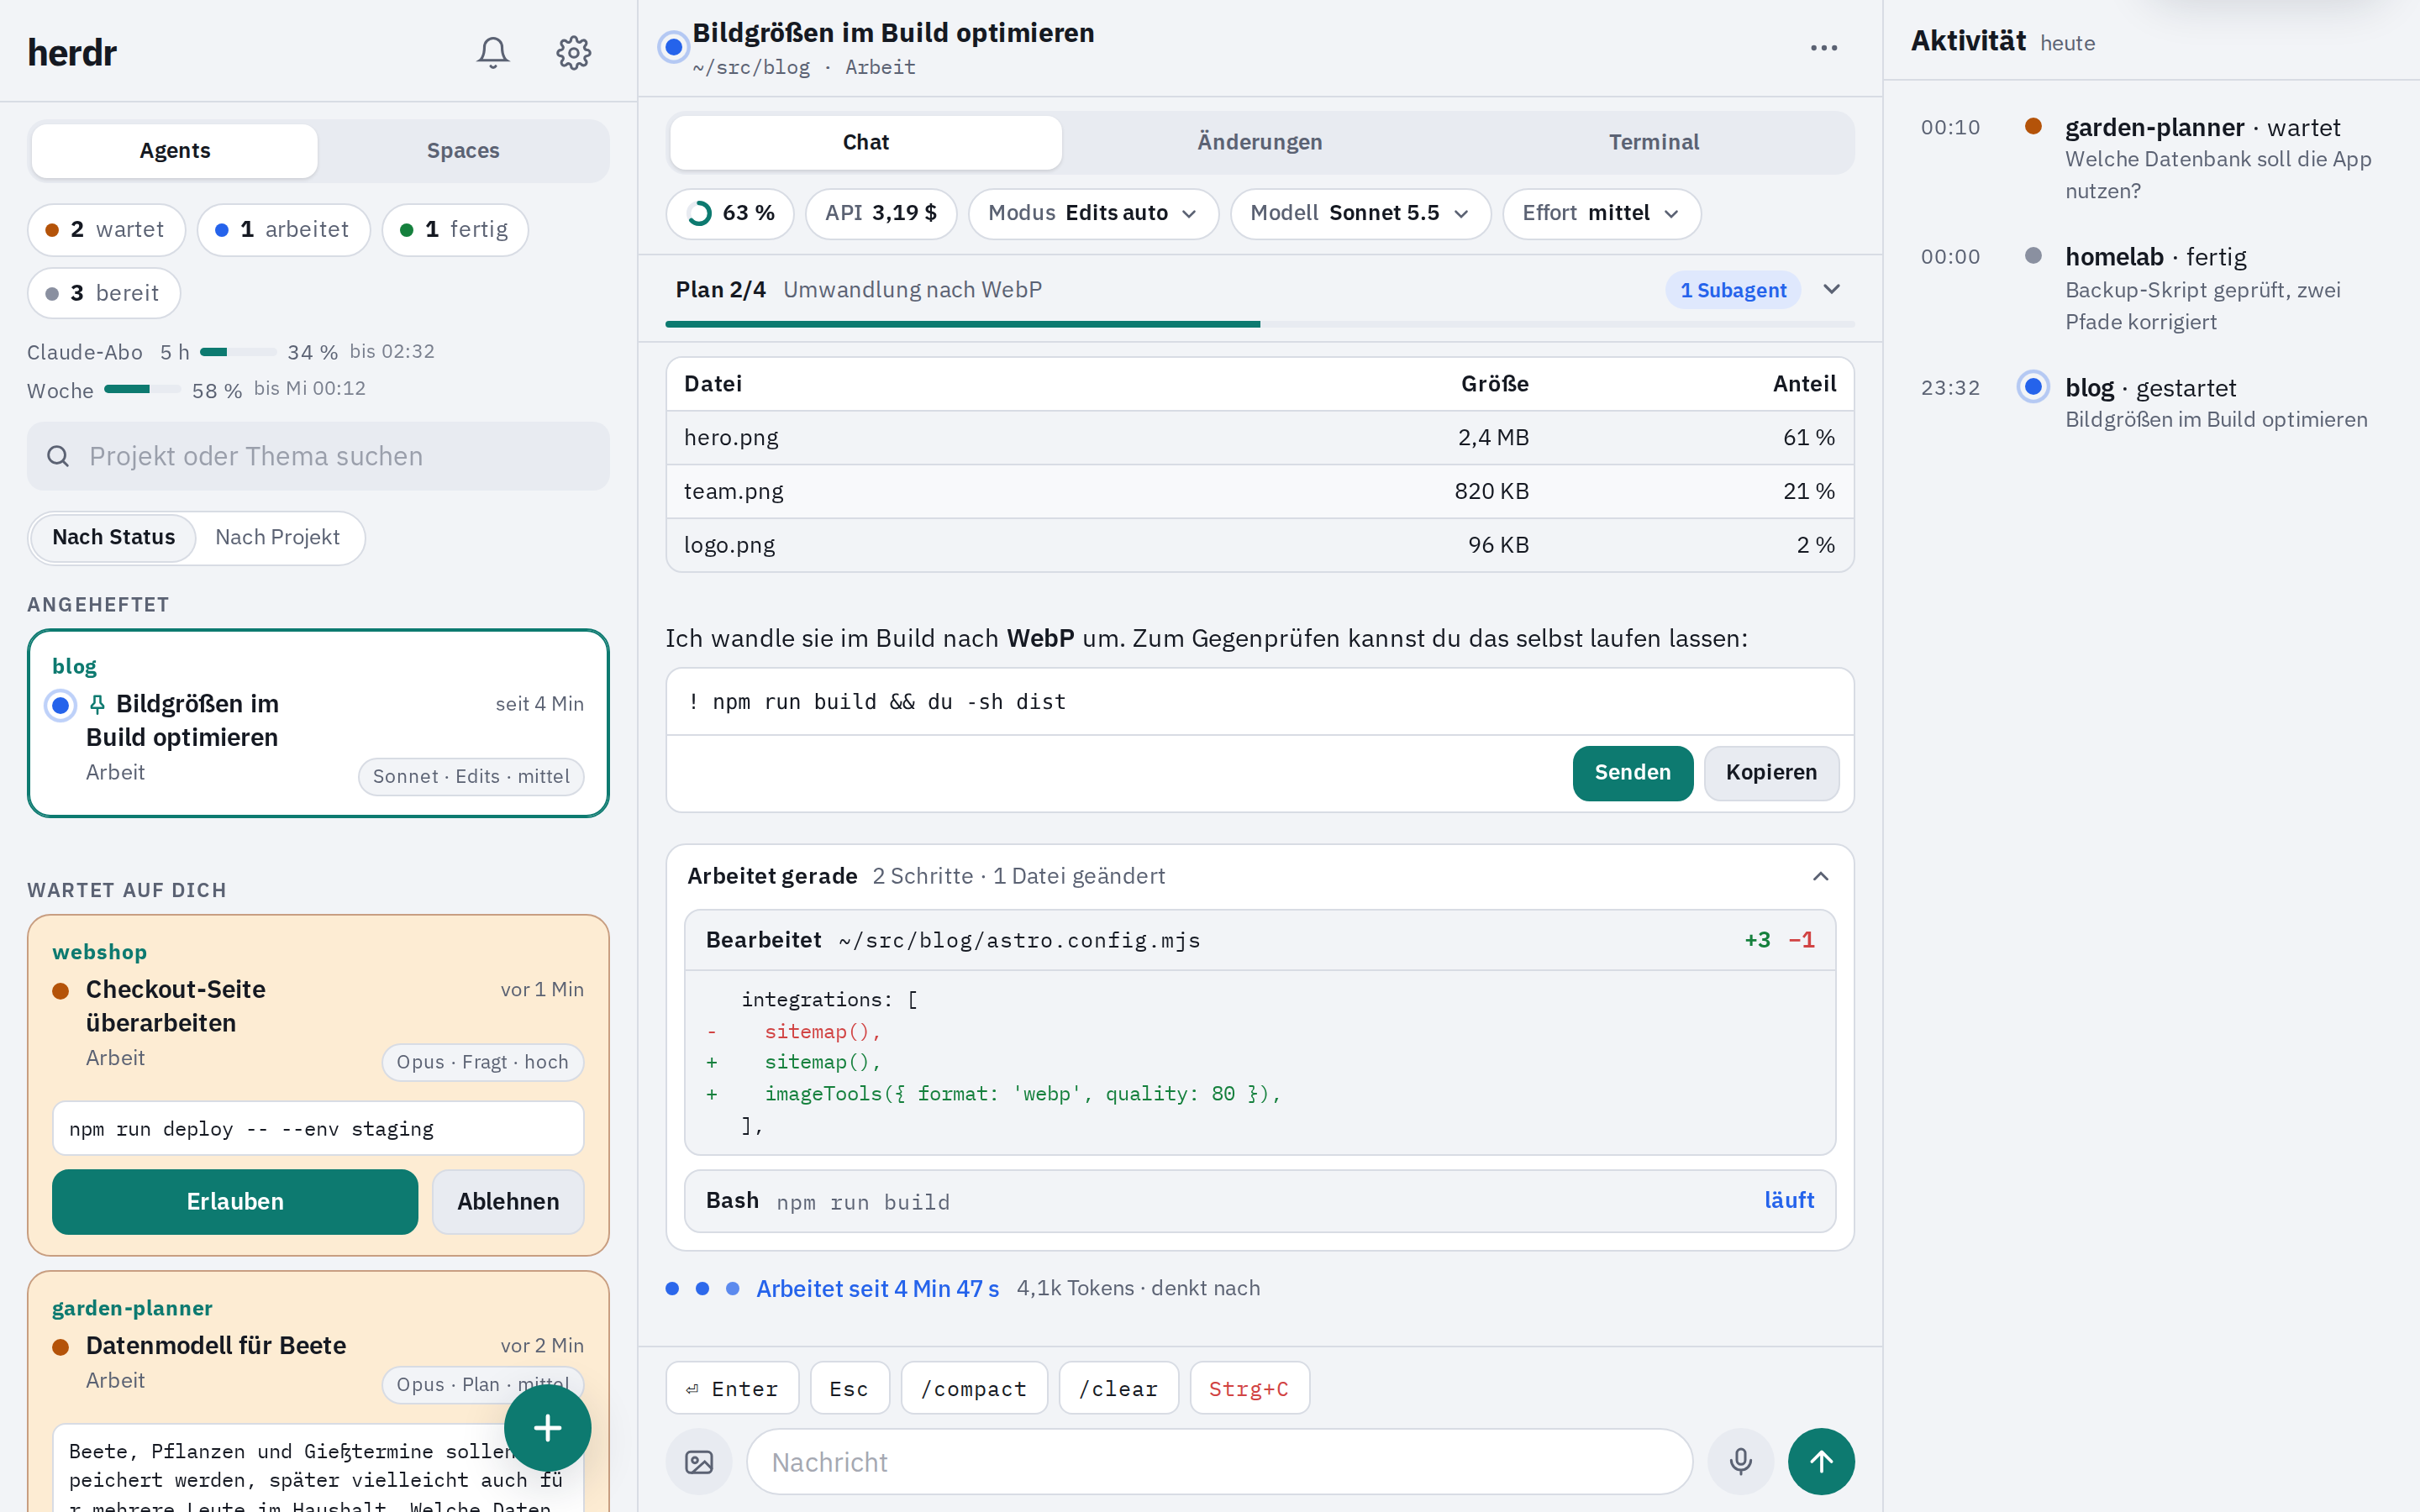 herdr
Agents
Spaces
2 wartet
1 arbeitet
1 fertig
3 bereit
Claude-Abo 5 h 34 % bis 02:32
Woche 58 % bis Mi 00:12
Projekt oder Thema suchen
Nach Status
Nach Projekt
ANGEHEFTET
blog
Bildgrößen im
Build optimieren
seit 4 Min
Arbeit
Sonnet · Edits · mittel
WARTET AUF DICH
webshop
Checkout-Seite
überarbeiten
vor 1 Min
Arbeit
Opus · Fragt · hoch
npm run deploy -- --env staging
Erlauben
Ablehnen
garden-planner
Datenmodell für Beete
vor 2 Min
Arbeit
Opus · Plan · mittel
Beete, Pflanzen und Gießtermine sollen
peichert werden, später vielleicht auch fü
r mehrere Leute im Haushalt. Welche Daten
Bildgrößen im Build optimieren
~/src/blog · Arbeit
Chat
Änderungen
Terminal
63 %
API 3,19 $
Modus Edits auto
Modell Sonnet 5.5
Effort mittel
Plan 2/4 Umwandlung nach WebP
1 Subagent
Datei Größe Anteil
hero.png 2,4 MB 61 %
team.png 820 KB 21 %
logo.png 96 KB 2 %
Ich wandle sie im Build nach WebP um. Zum Gegenprüfen kannst du das selbst laufen lassen:
! npm run build && du -sh dist
Senden
Kopieren
Arbeitet gerade 2 Schritte · 1 Datei geändert
Bearbeitet ~/src/blog/astro.config.mjs +3 −1
integrations: [
- sitemap(),
+ sitemap(),
+ imageTools({ format: 'webp', quality: 80 }),
],
Bash npm run build läuft
Arbeitet seit 4 Min 47 s 4,1k Tokens · denkt nach
⏎ Enter
Esc
/compact
/clear
Strg+C
Nachricht
Aktivität heute
00:10 garden-planner · wartet
Welche Datenbank soll die App
nutzen?
00:00 homelab · fertig
Backup-Skript geprüft, zwei
Pfade korrigiert
23:32 blog · gestartet
Bildgrößen im Build optimieren